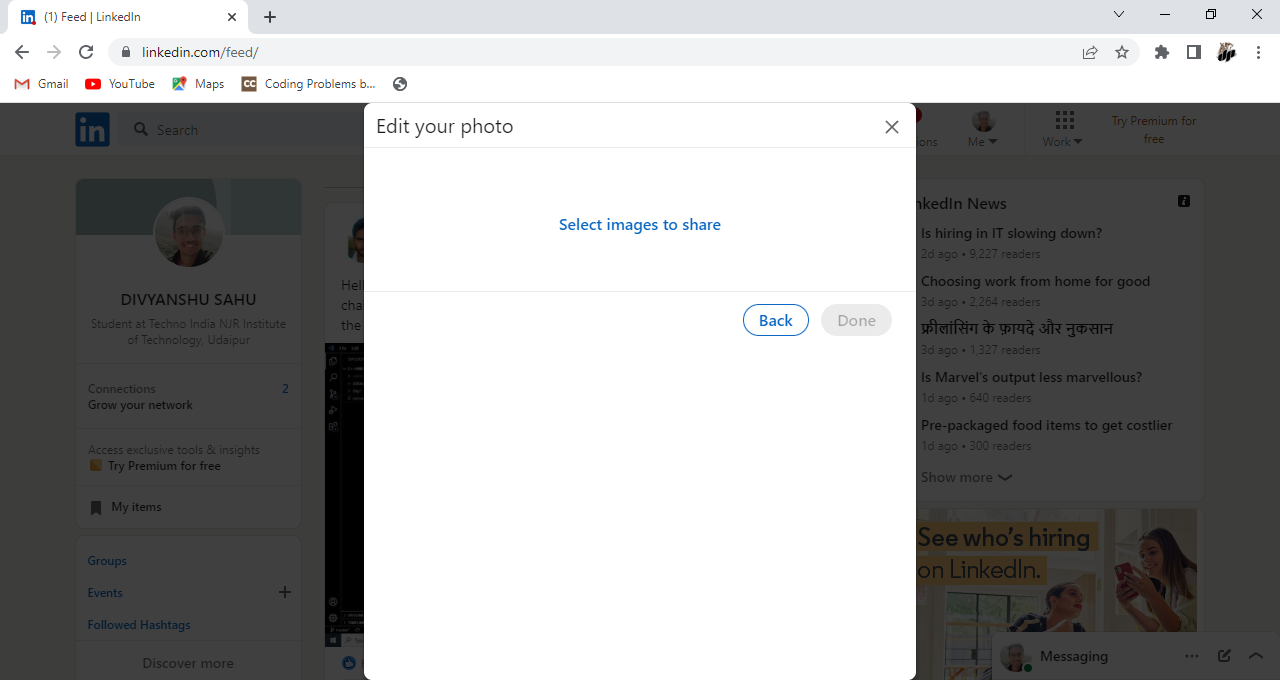 (1) Feed | LinkedIn
linkedin.com/feed/
Gmail
YouTube
Maps
CC
Coding Problems b...
in
Search
Me
Work
Try Premium for
free
Edit your photo
Select images to share
Back
Done
DIVYANSHU SAHU
Student at Techno India NJR Institute
of Technology, Udaipur
Connections
2
Grow your network
Access exclusive tools & insights
Try Premium for free
My items
Groups
Events
Followed Hashtags
Discover more
the
nkedIn News
Is hiring in IT slowing down?
2d ago • 9,227 readers
Choosing work from home for good
3d ago • 2,264 readers
फ्रीलांसिंग के फ़ायदे और नुकसान
3d ago • 1,327 readers
Is Marvel's output less marvellous?
1d ago • 640 readers
Pre-packaged food items to get costlier
1d ago • 300 readers
Show more
See who's hiring
on LinkedIn.
Messaging